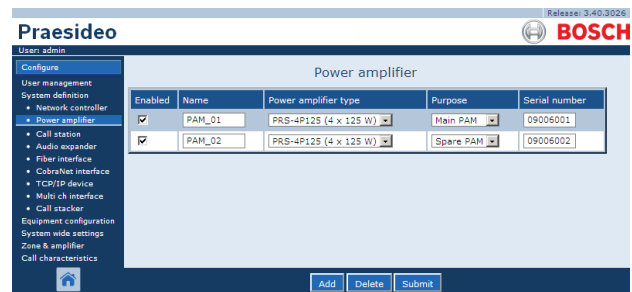 Release: 3.40.3026
Praesideo
BOSCH
User: admin
Configure
User management
System definition
• Network controller
• Power amplifier
• Call station
• Audio expander
• Fiber interface
• CobraNet interface
• TCP/IP device
• Multi ch interface
• Call stacker
Equipment configuration
System wide settings
Zone & amplifier
Call characteristics
Power amplifier
Enabled Name Power amplifier type Purpose Serial number
PAM_01 PRS-4P125 (4 x 125 W) Main PAM 09006001
PAM_02 PRS-4P125 (4 x 125 W) Spare PAM 09006002
Add Delete Submit